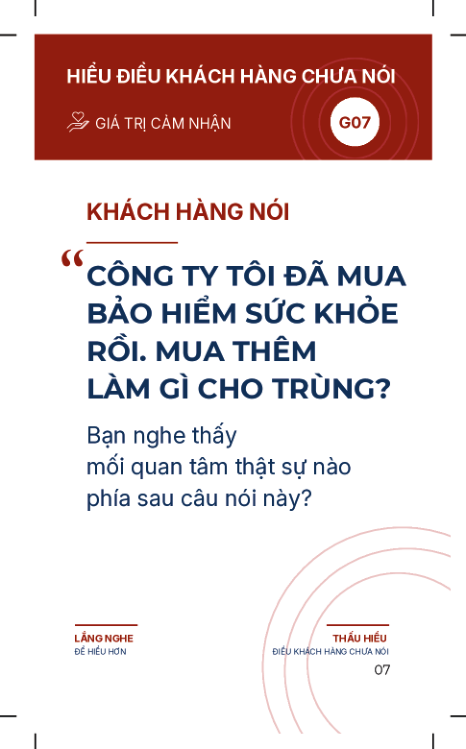 HIỂU ĐIỀU KHÁCH HÀNG CHƯA NÓI
GIÁ TRỊ CẢM NHẬN
G07
KHÁCH HÀNG NÓI
“CÔNG TY TÔI ĐÃ MUA
BẢO HIỂM SỨC KHỎE
RỒI. MUA THÊM
LÀM GÌ CHO TRÙNG?
Bạn nghe thấy
mối quan tâm thật sự nào
phía sau câu nói này?
LẮNG NGHE
ĐỂ HIỂU HƠN
THẤU HIỂU
ĐIỀU KHÁCH HÀNG CHƯA NÓI
07